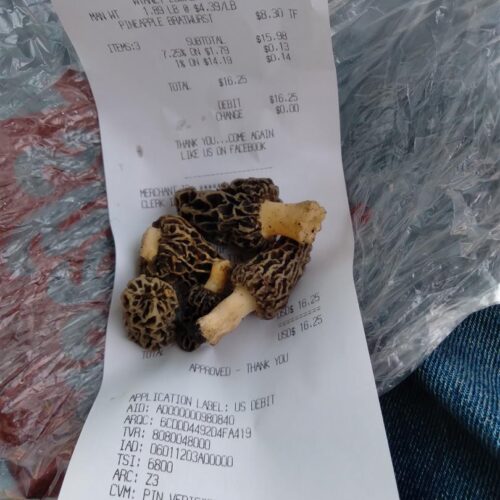 1.89 LB @ $4.39/LB
MAN WT $8.30 TF
PINEAPPLE BRATWURST
ITEMS:3 SUBTOTAL $15.98
7.25% ON $1.79 $0.13
1% ON $14.19 $0.14
TOTAL $16.25
DEBIT $16.25
CHANGE $0.00
THANK YOU...COME AGAIN
LIKE US ON FACEBOOK
MERCHANT
CLERK
USD$ 16.25
USD$ 16.25
TOTAL
APPROVED - THANK YOU
APPLICATION LABEL: US DEBIT
AID: A0000000980840
ARQC: 6CD0D449204FA419
TVR: 8080048000
IAD: 06011203A00000
TSI: 6800
ARC: Z3
CVM: PIN